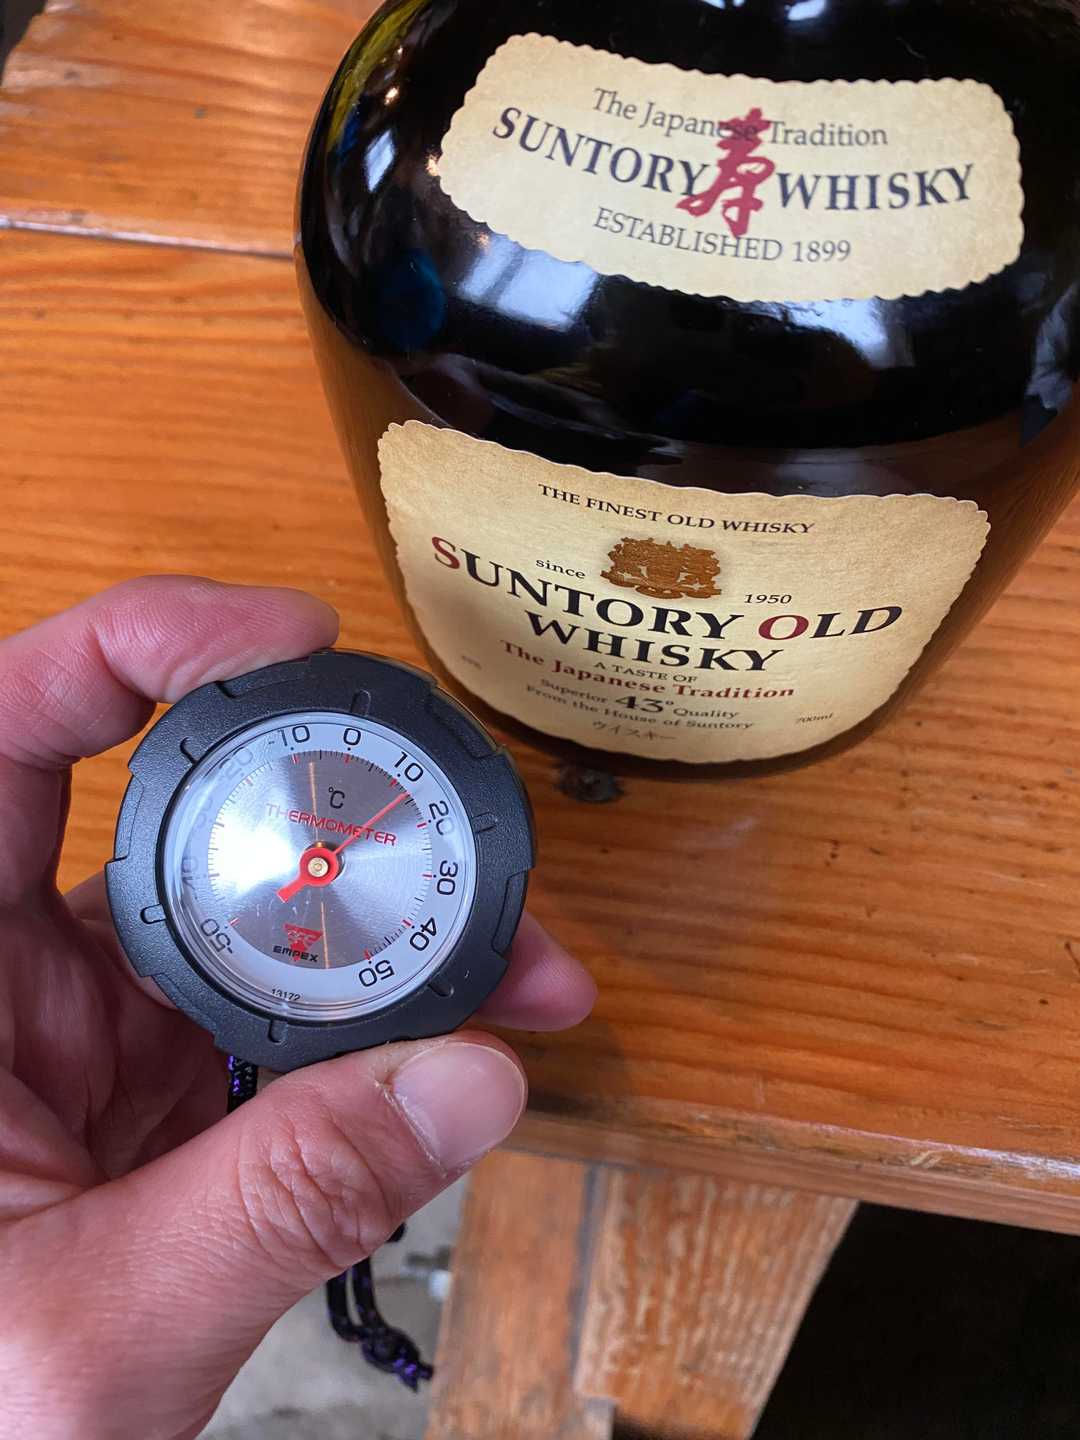 The Japanese Tradition
SUNTORY 寿 WHISKY
ESTABLISHED 1899
THE FINEST OLD WHISKY
since 1950
SUNTORY OLD
WHISKY
A TASTE OF
The Japanese Tradition
Superior 43° Quality
From the House of Suntory
ウイスキー
700ml
-10 0 10 20 30 40 50
-20
-50
°C
THERMOMETER
EMPEX
13172